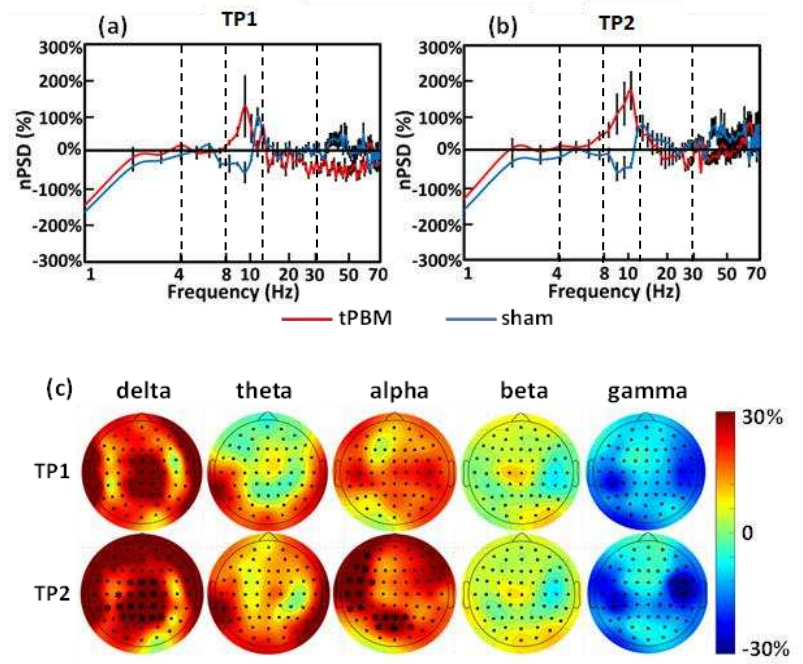 (a) TP1
(b) TP2
300%
200%
100%
0%
-100%
-200%
-300%
nPSD (%)
1 4 8 10 20 30 50 70
Frequency (Hz)
300%
200%
100%
0%
-100%
-200%
-300%
nPSD (%)
1 4 8 10 20 30 50 70
Frequency (Hz)
tPBM sham
(c) delta theta alpha beta gamma
TP1
TP2
30%
0
-30%